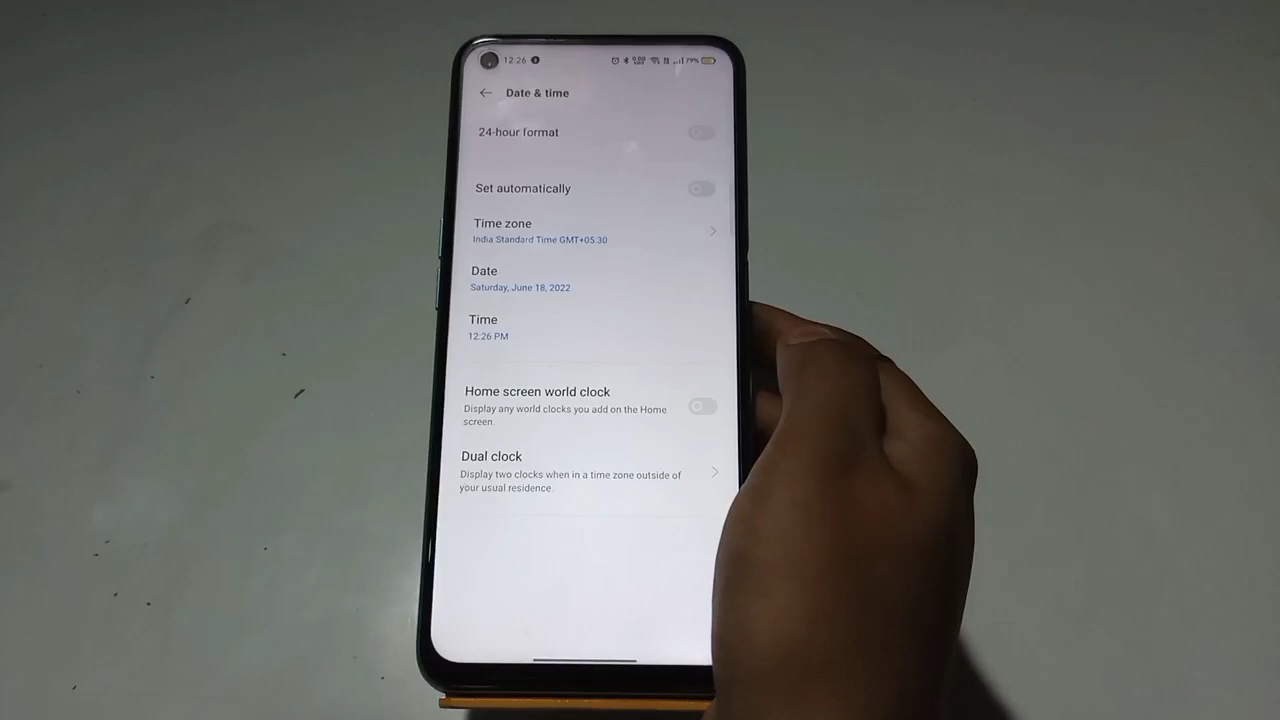 12:26
79%
Date & time
24-hour format
Set automatically
Time zone
India Standard Time GMT+05:30
Date
Saturday, June 18, 2022
Time
12:26 PM
Home screen world clock
Display any world clocks you add on the Home
screen.
Dual clock
Display two clocks when in a time zone outside of
your usual residence.